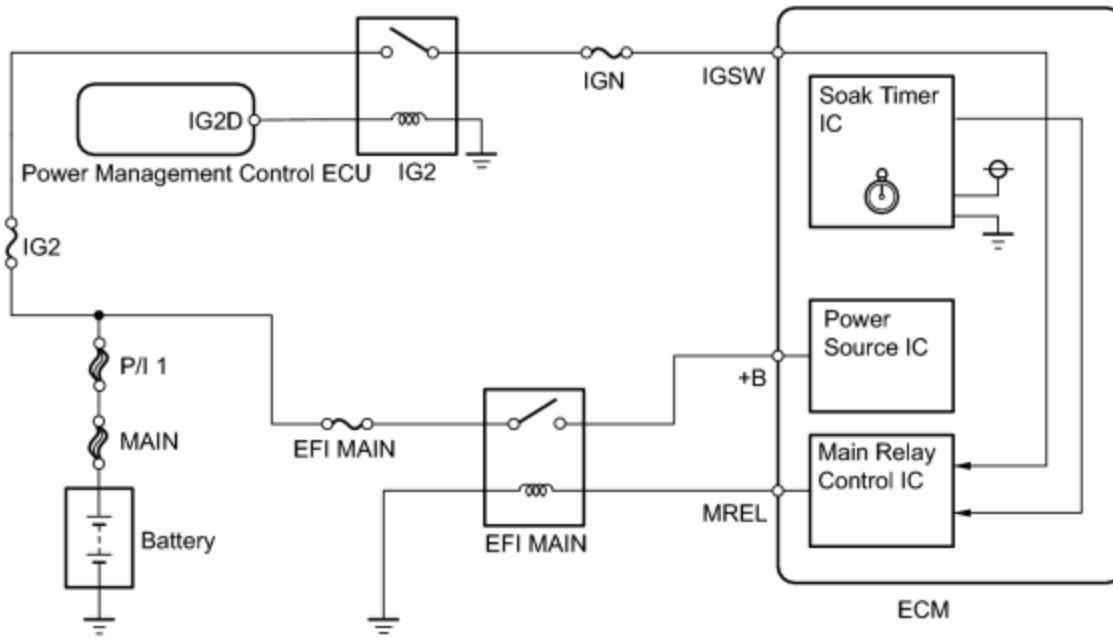 IGN
IGSW
Soak Timer
IC
IG2D
Power Management Control ECU
IG2
IG2
P/I 1
Power
Source IC
+B
MAIN
EFI MAIN
Main Relay
Control IC
MREL
Battery
EFI MAIN
ECM